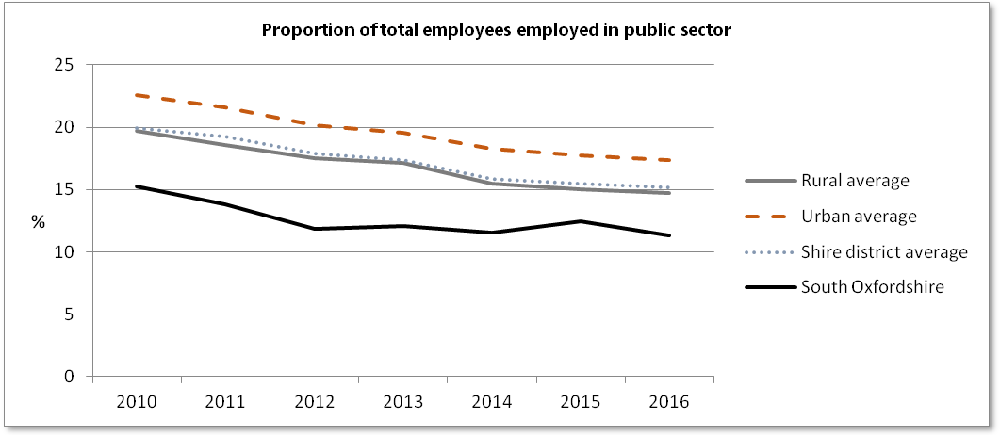 Proportion of total employees employed in public sector
25
20
15
10
5
0
%
2010 2011 2012 2013 2014 2015 2016
Rural average
Urban average
Shire district average
South Oxfordshire